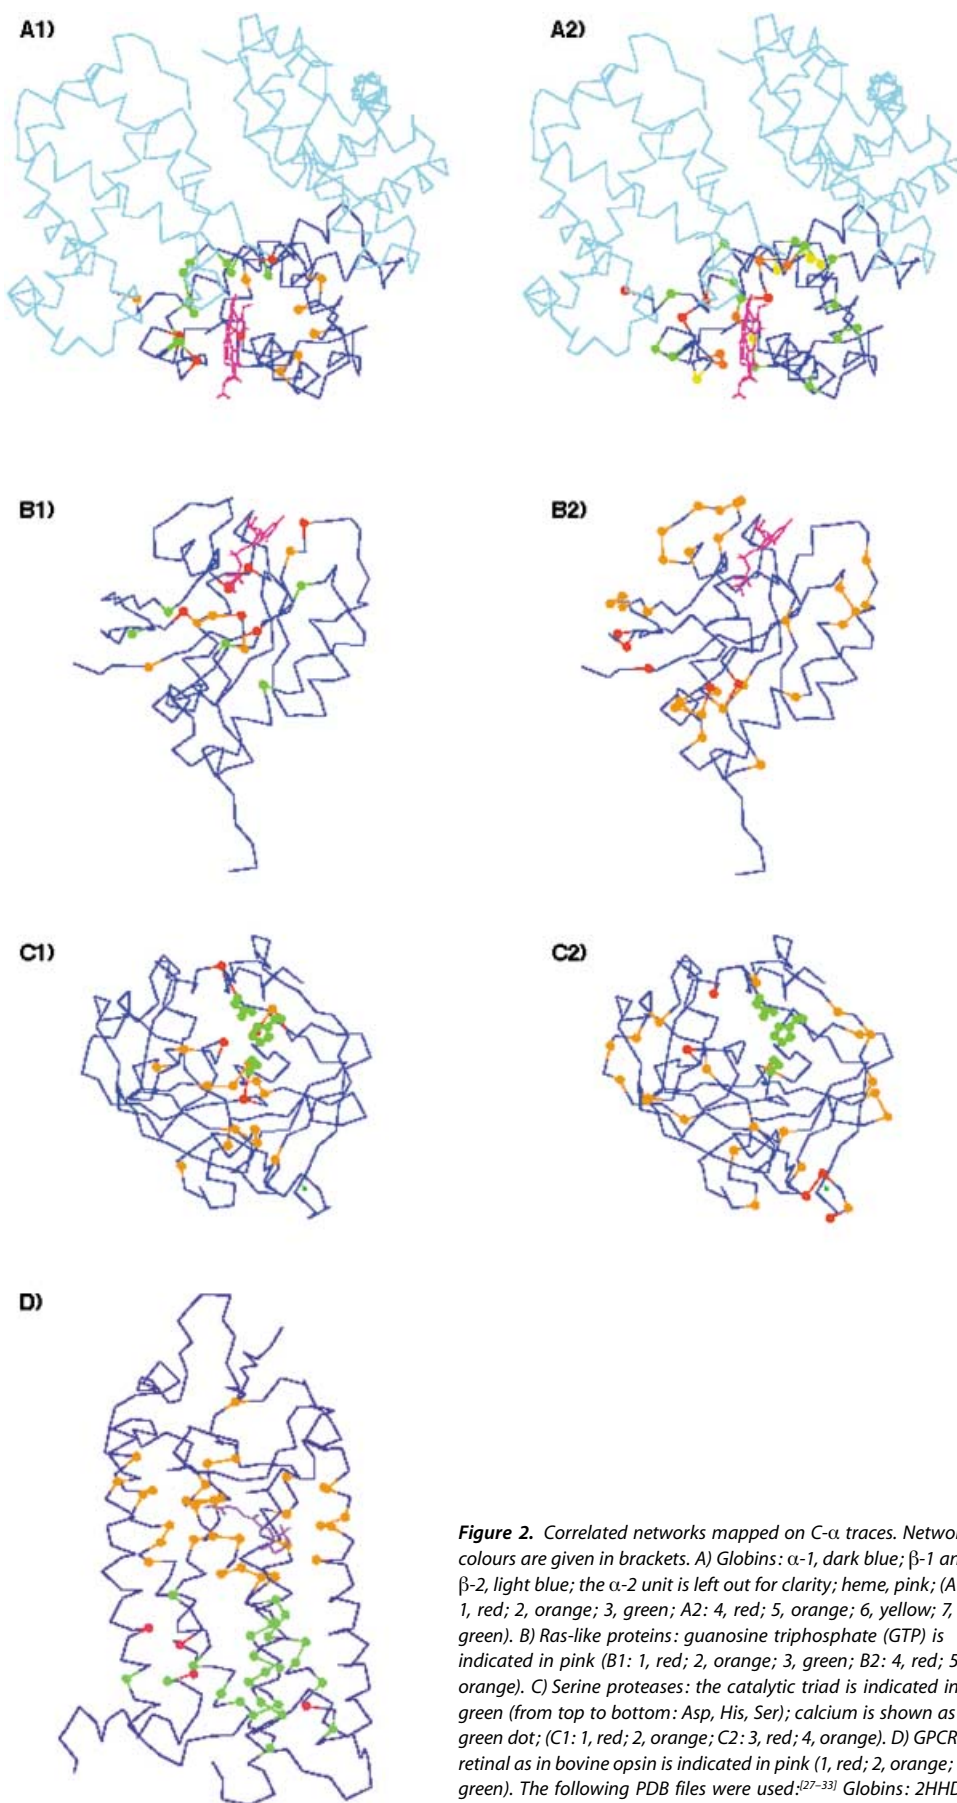 A1)
A2)
B1)
B2)
C1)
C2)
D)
Figure 2. Correlated networks mapped on C-α traces. Network
colours are given in brackets. A) Globins: α-1, dark blue; β-1 an
β-2, light blue; the α-2 unit is left out for clarity; heme, pink; (A
1, red; 2, orange; 3, green; A2: 4, red; 5, orange; 6, yellow; 7,
green). B) Ras-like proteins: guanosine triphosphate (GTP) is
indicated in pink (B1: 1, red; 2, orange; 3, green; B2: 4, red; 5
orange). C) Serine proteases: the catalytic triad is indicated in
green (from top to bottom: Asp, His, Ser); calcium is shown as
green dot; (C1: 1, red; 2, orange; C2: 3, red; 4, orange). D) GPCR
retinal as in bovine opsin is indicated in pink (1, red; 2, orange;
green). The following PDB files were used:[27–33] Globins: 2HHD